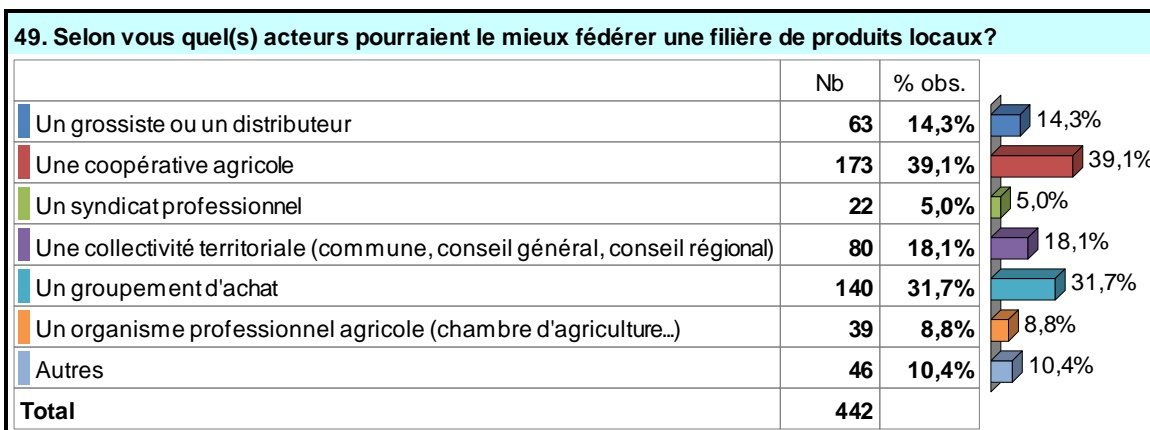 49. Selon vous quel(s) acteurs pourraient le mieux fédérer une filière de produits locaux?
Nb % obs.
Un grossiste ou un distributeur 63 14,3% 14,3%
Une coopérative agricole 173 39,1% 39,1%
Un syndicat professionnel 22 5,0% 5,0%
Une collectivité territoriale (commune, conseil général, conseil régional) 80 18,1% 18,1%
Un groupement d'achat 140 31,7% 31,7%
Un organisme professionnel agricole (chambre d'agriculture...) 39 8,8% 8,8%
Autres 46 10,4% 10,4%
Total 442